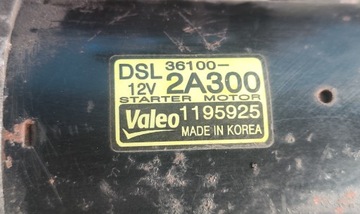 DSL 36100-
12V 2A300
STARTER MOTOR
Valeo 1195925
MADE IN KOREA